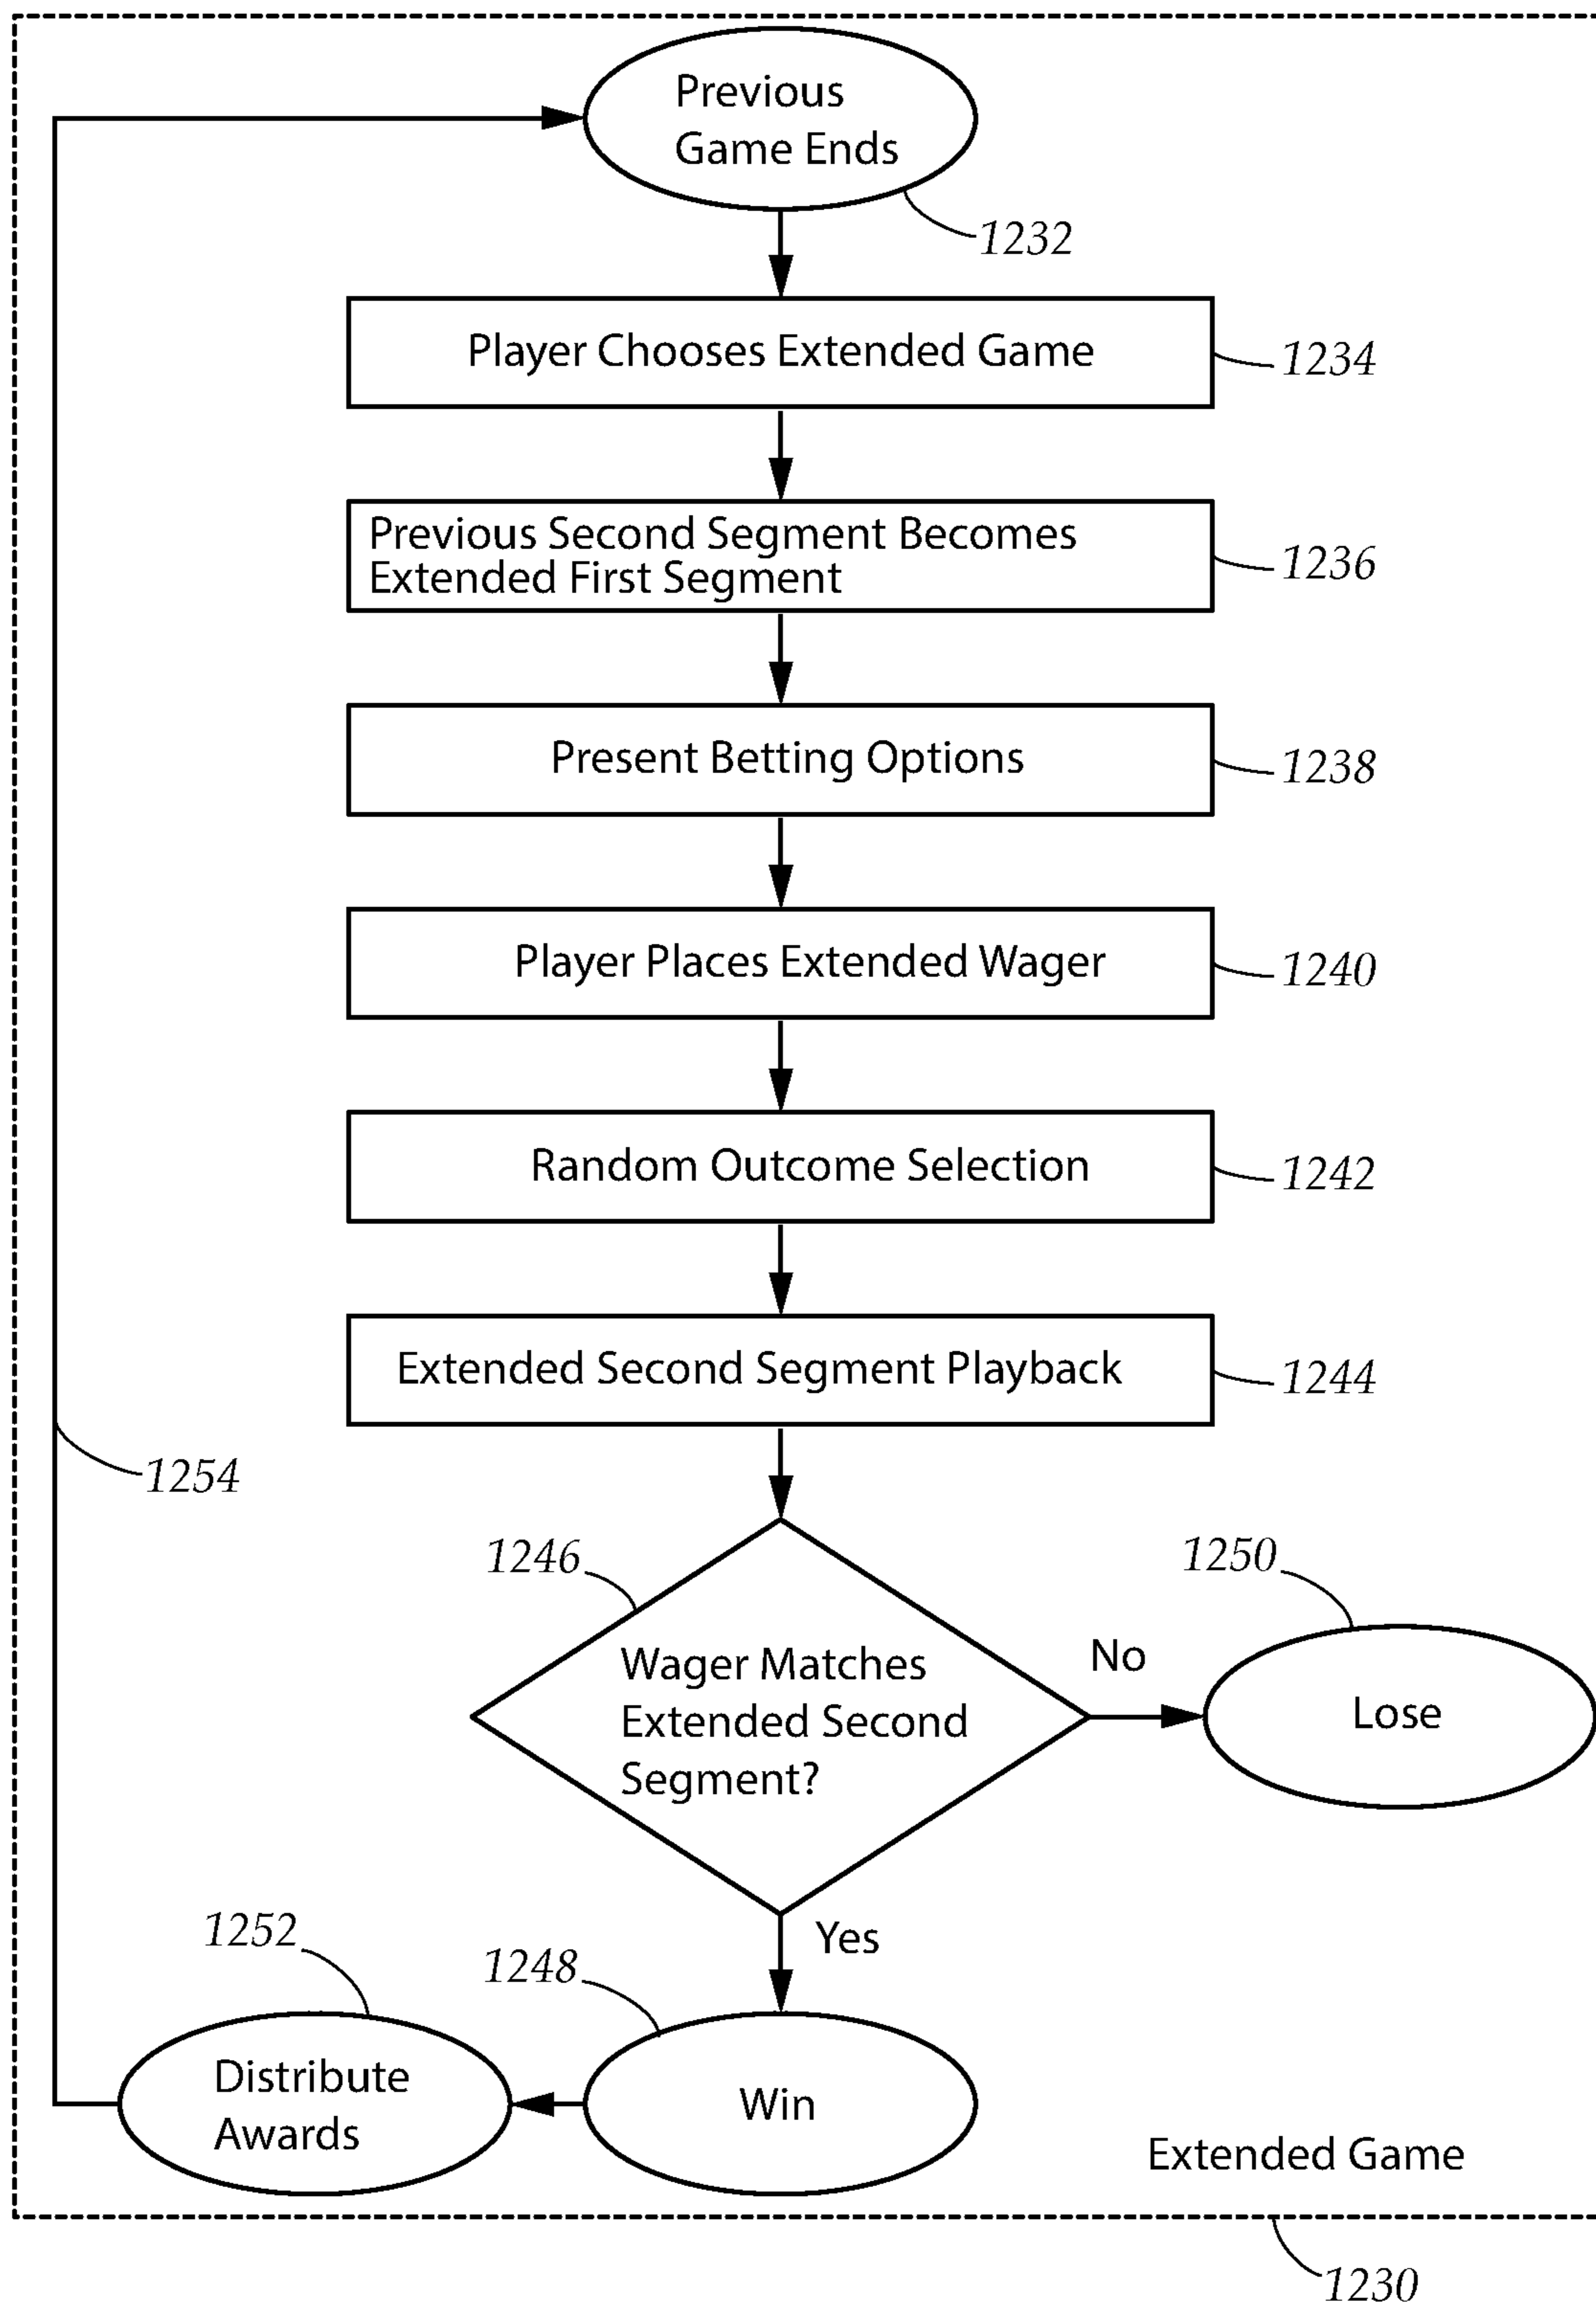 Previous
Game Ends
1232
Player Chooses Extended Game
1234
Previous Second Segment Becomes
Extended First Segment
1236
Present Betting Options
1238
Player Places Extended Wager
1240
Random Outcome Selection
1242
Extended Second Segment Playback
1244
1254
1246
1250
Wager Matches
Extended Second
Segment?
No
Lose
Yes
1252
1248
Distribute
Awards
Win
Extended Game
1230